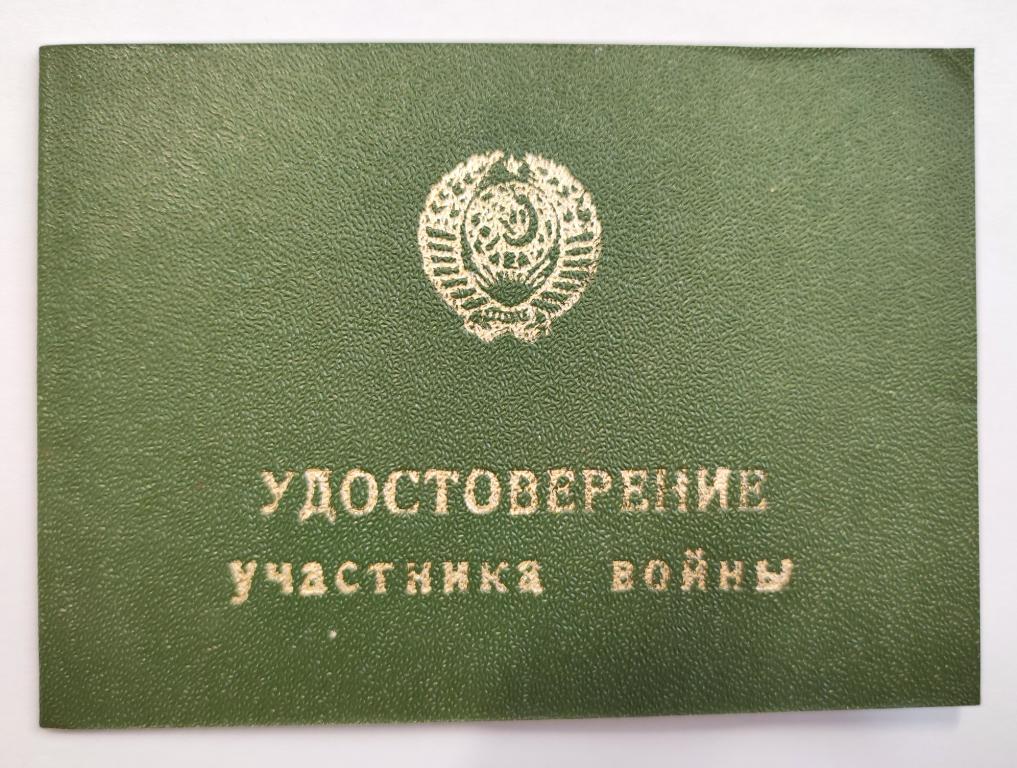 УДОСТОВЕРЕНИЕ
участника войны